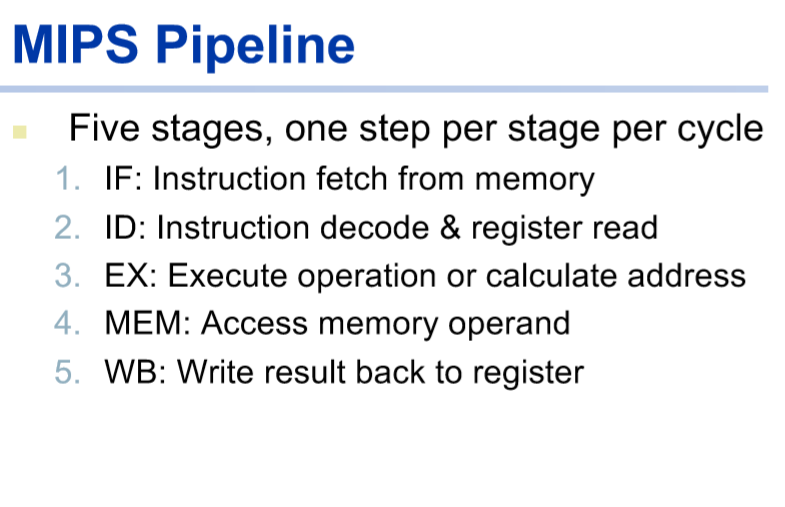 MIPS Pipeline
Five stages, one step per stage per cycle
1. IF: Instruction fetch from memory
2. ID: Instruction decode & register read
3. EX: Execute operation or calculate address
4. MEM: Access memory operand
5. WB: Write result back to register